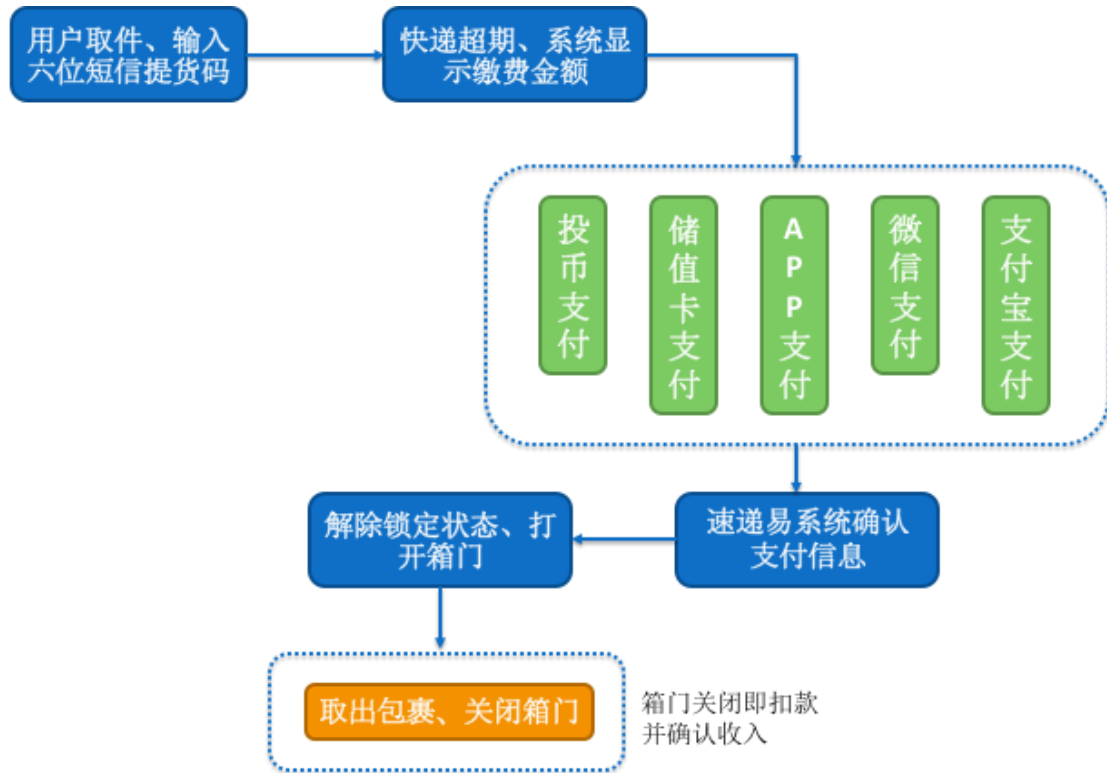 用户取件、输入
六位短信提货码
快递超期、系统显
示缴费金额
投币支付
储值卡支付
APP支付
微信支付
支付宝支付
速递易系统确认
支付信息
解除锁定状态、打
开箱门
取出包裹、关闭箱门
箱门关闭即扣款
并确认收入